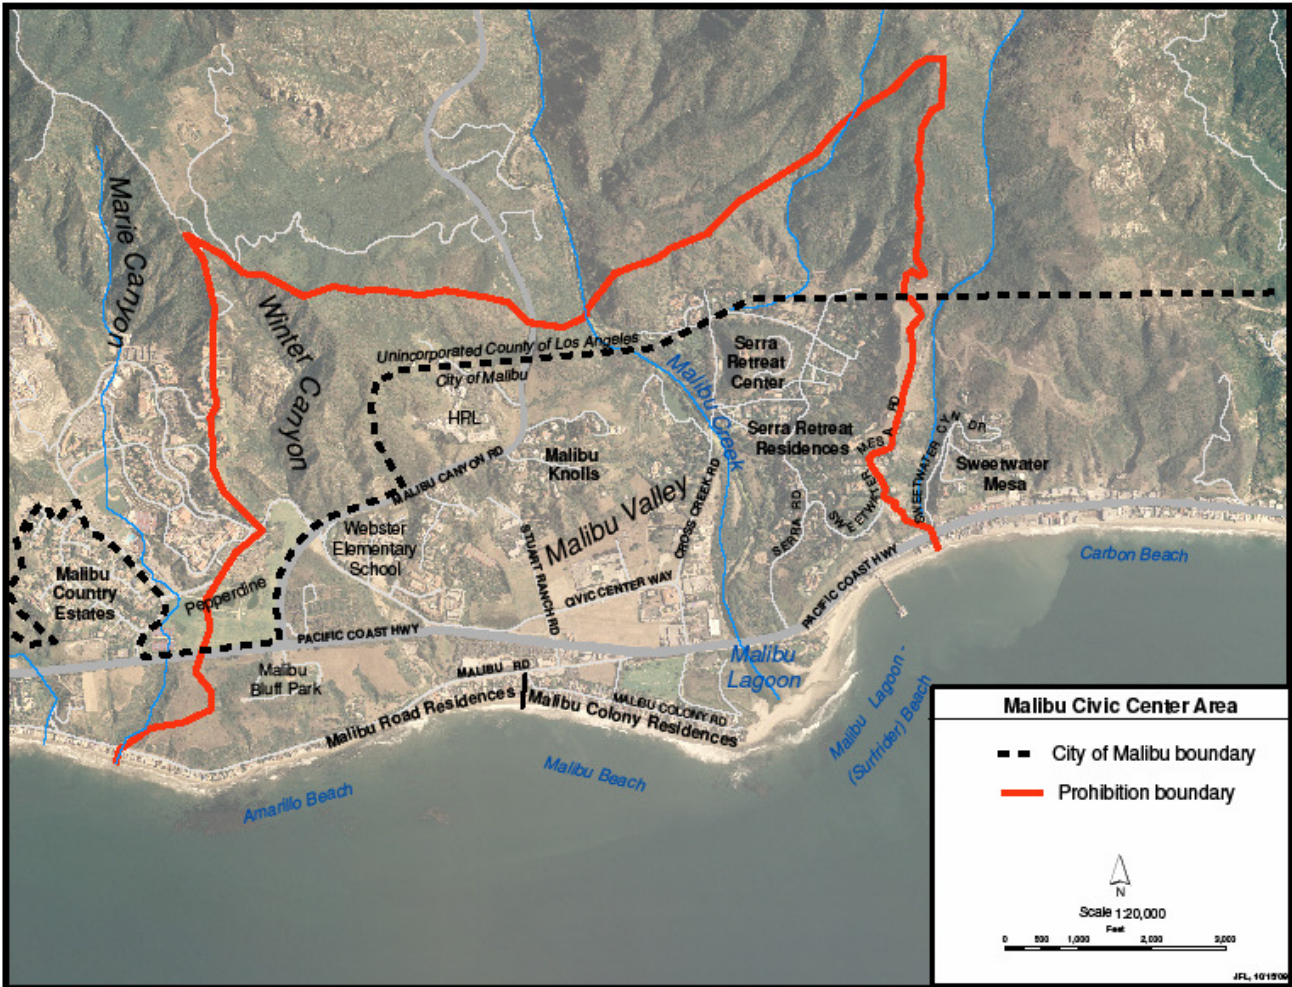 Marie Canyon
Winter
Canyon
Unincorporated County of Los Angeles
City of Malibu
HRL
MALIBU CANYON RD
Malibu
Knolls
Serra
Retreat
Center
Malibu Creek
Serra Retreat
Residences
MESA RD
SWEETWATER
SWEETWATER CYN DR
Sweetwater
Mesa
Malibu Valley
CROSS CREEK RD
SERRA RD
STUART RANCH RD
CIVIC CENTER WAY
Webster
Elementary
School
Malibu
Country
Estates
Pepperdine
PACIFIC COAST HWY
PACIFIC COAST HWY
Carbon Beach
Malibu
Bluff Park
MALIBU RD
Malibu
Lagoon
Malibu Road Residences
Malibu Colony Residences
MALIBU COLONY RD
Malibu Lagoon -
(Surfrider) Beach
Malibu Beach
Amarillo Beach
Malibu Civic Center Area
City of Malibu boundary
Prohibition boundary
N
Scale 1:20,000
Feet
0 500 1,000 2,000 3,000